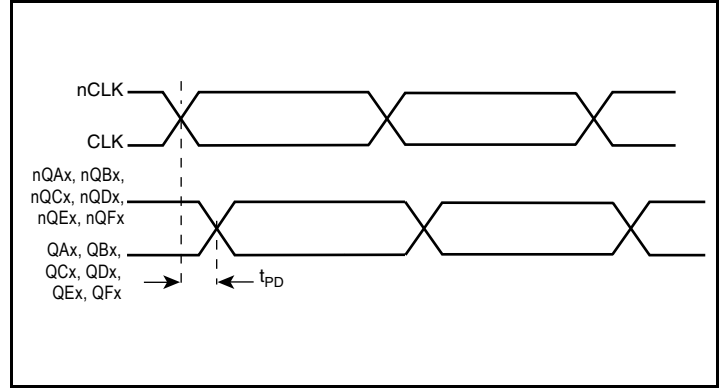 nCLK
CLK
nQAx, nQBx,
nQCx, nQDx,
nQEx, nQFx
QAx, QBx,
QCx, QDx,
QEx, QFx
tPD